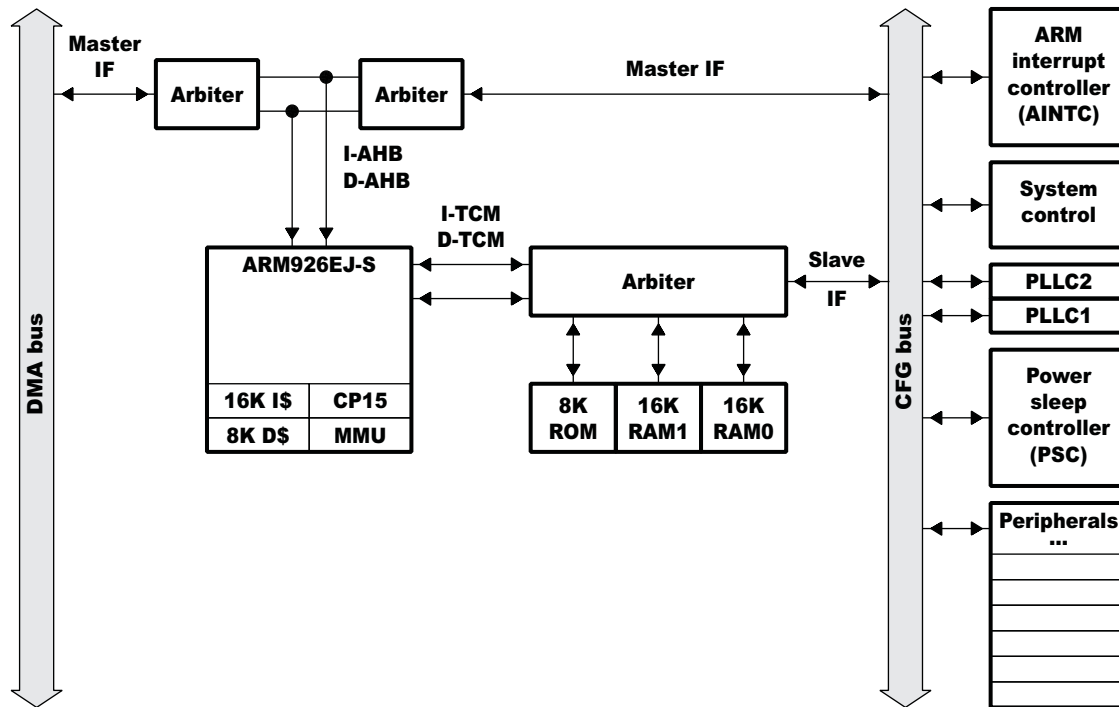 Master
IF
Arbiter
Arbiter
Master IF
ARM
interrupt
controller
(AINTC)
I-AHB
D-AHB
System
control
I-TCM
D-TCM
ARM926EJ-S
Arbiter
Slave
IF
PLLC2
PLLC1
DMA bus
CFG bus
16K I$
CP15
8K D$
MMU
8K
ROM
16K
RAM1
16K
RAM0
Power
sleep
controller
(PSC)
Peripherals
...